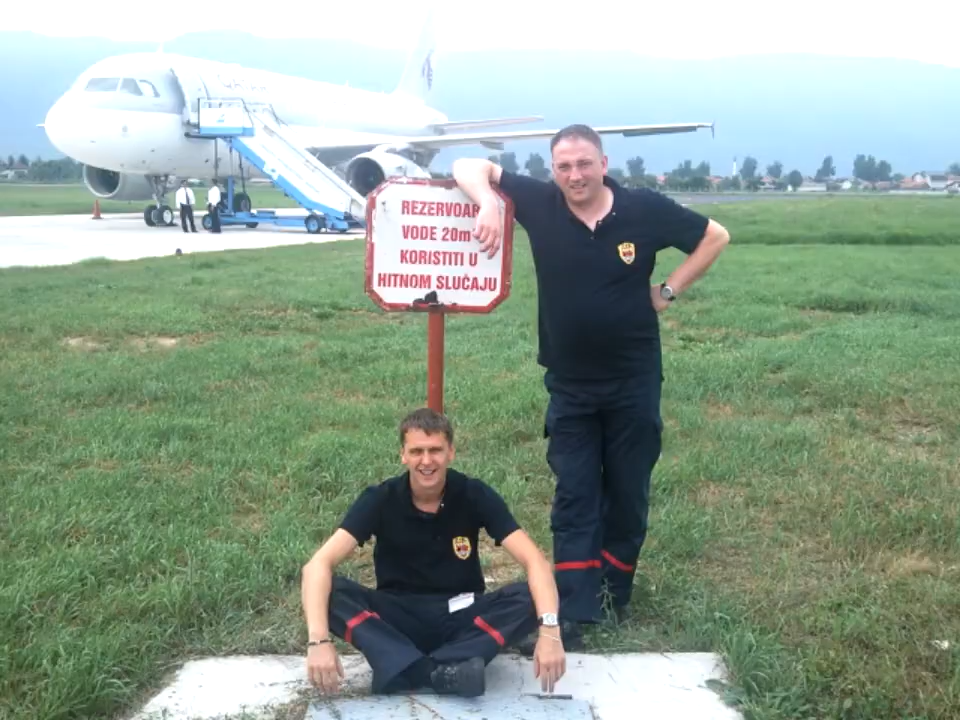 REZERVOAR
VODE 20m³
KORISTITI U
HITNOM SLUČAJU